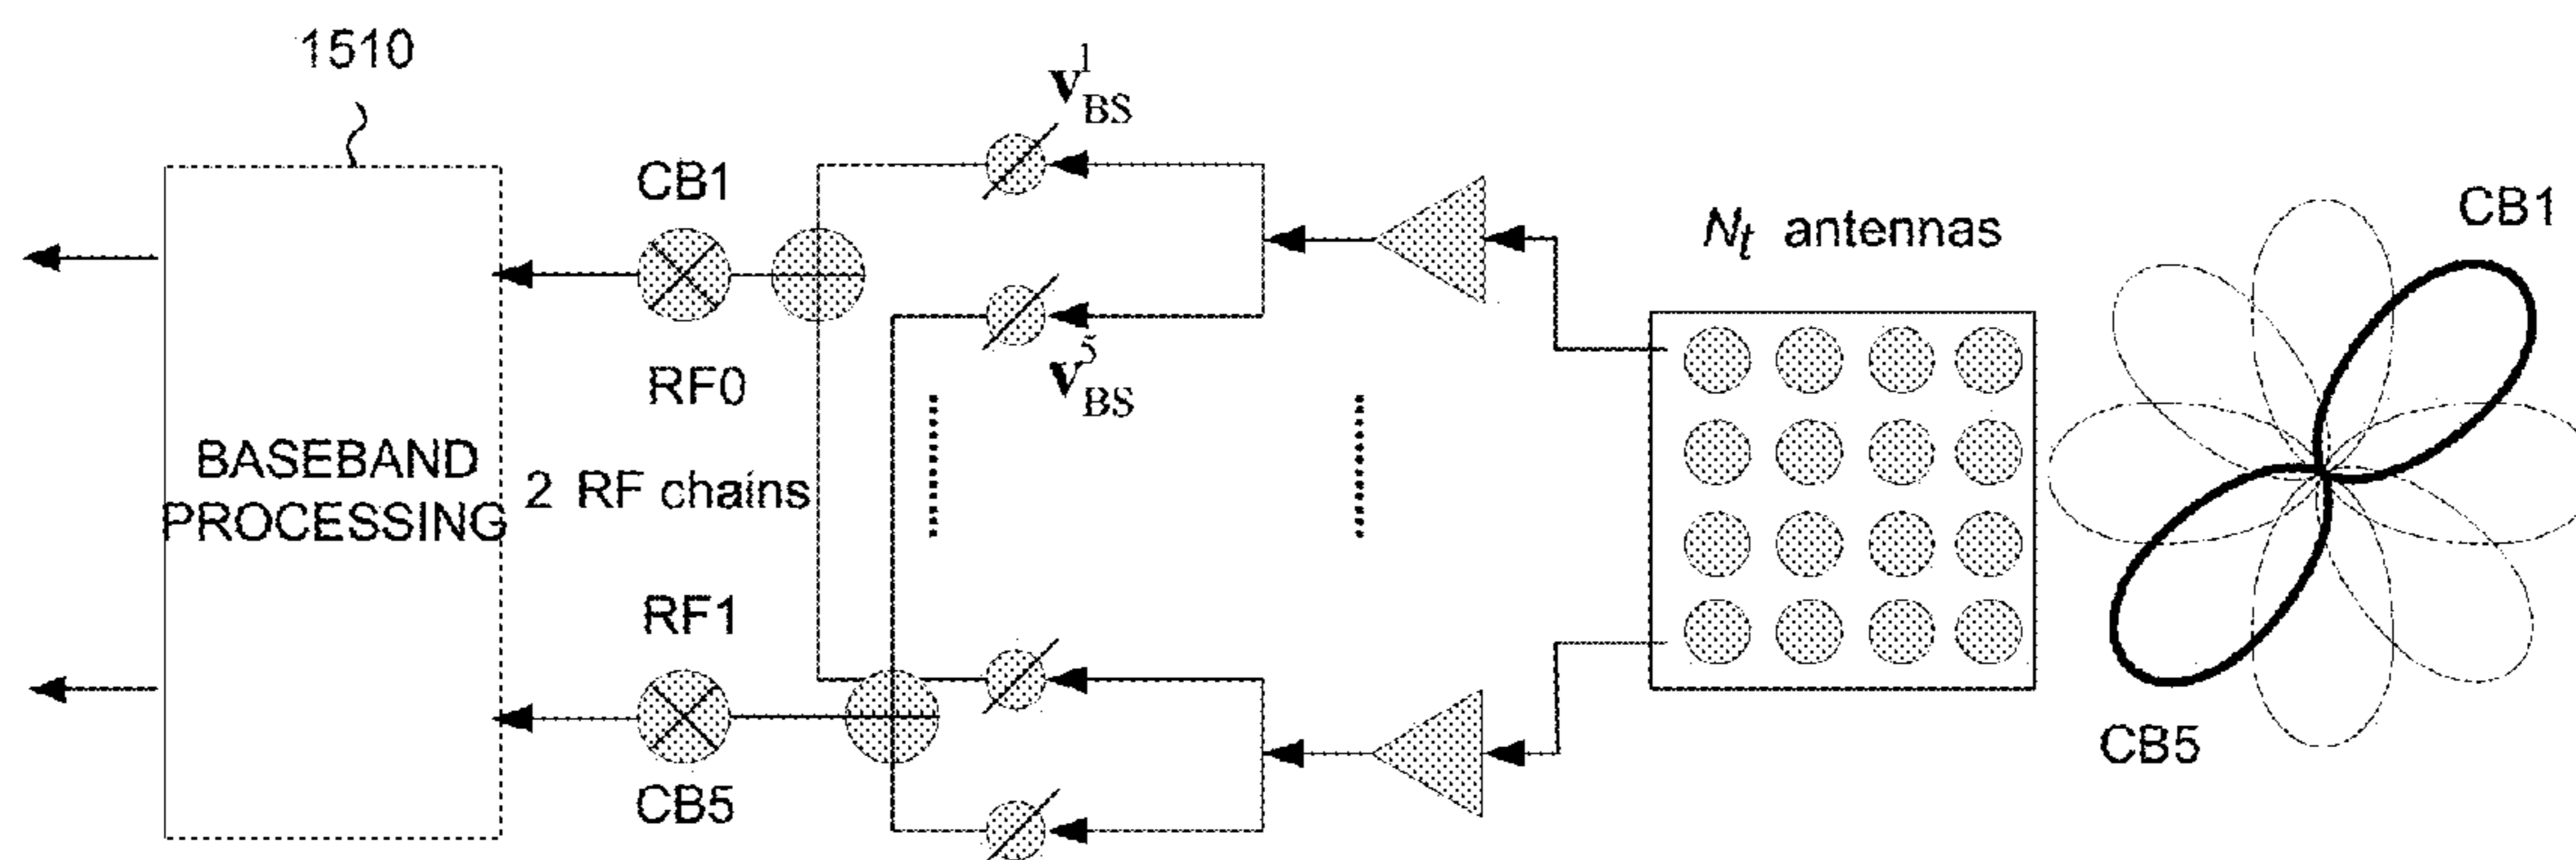 1510
v¹BS
CB1
CB1
Nt antennas
RF0
v⁵BS
BASEBAND
PROCESSING
2 RF chains
RF1
CB5
CB5